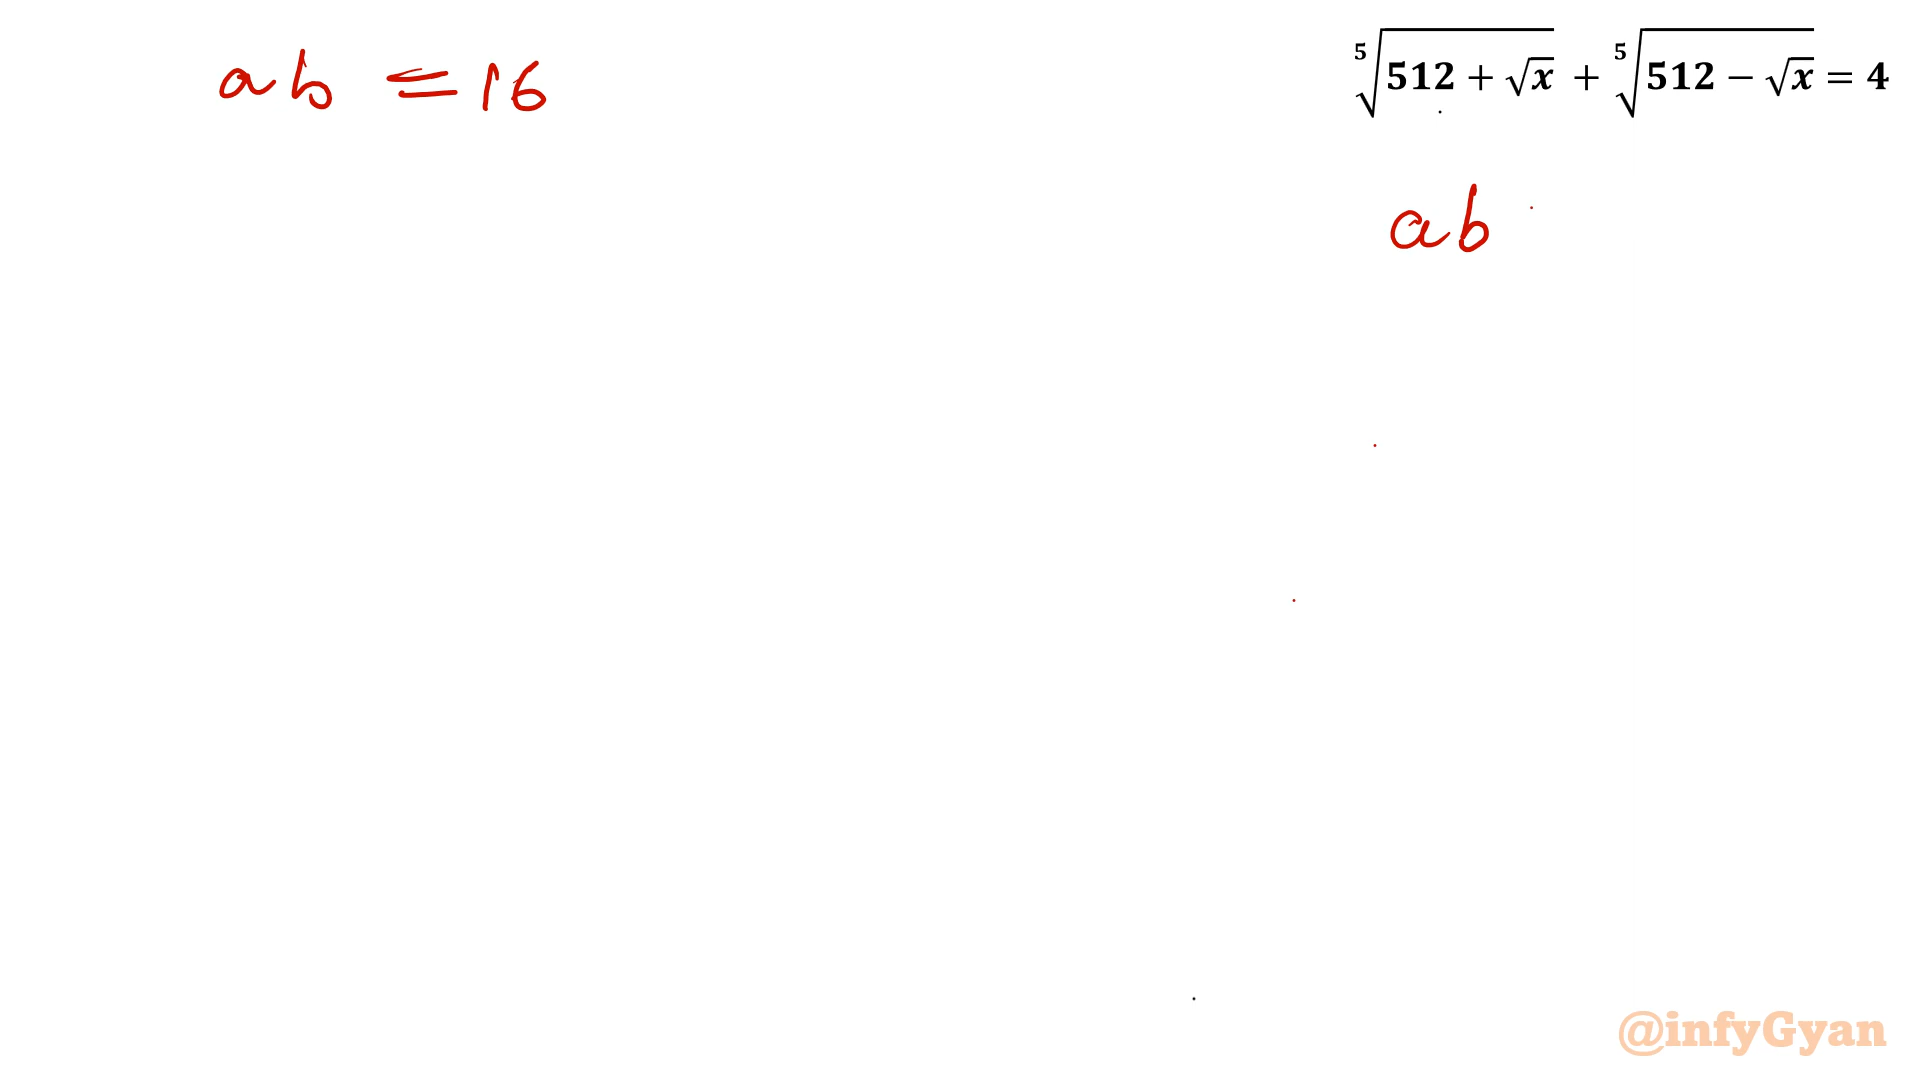 ab = 16
⁵√(512 + √x) + ⁵√(512 − √x) = 4
ab
@infyGyan